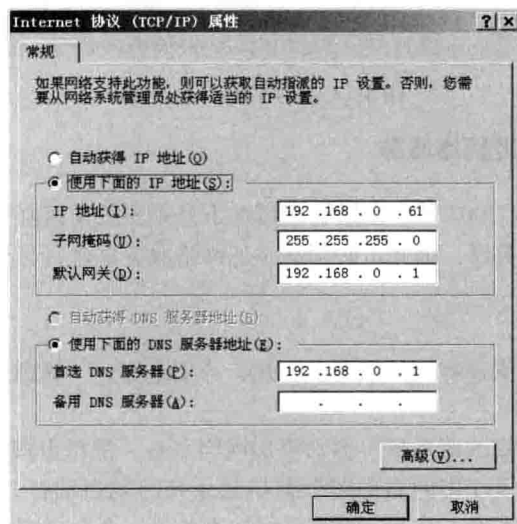 Internet 协议 (TCP/IP) 属性
常规
如果网络支持此功能，则可以获取自动指派的 IP 设置。否则，您需
要从网络系统管理员处获得适当的 IP 设置。
自动获得 IP 地址(O)
使用下面的 IP 地址(S):
IP 地址(I): 192 .168 . 0 . 61
子网掩码(U): 255 .255 .255 . 0
默认网关(D): 192 .168 . 0 . 1
自动获得 DNS 服务器地址(B)
使用下面的 DNS 服务器地址(E):
首选 DNS 服务器(P): 192 .168 . 0 . 1
备用 DNS 服务器(A): . . .
高级(V)...
确定 取消